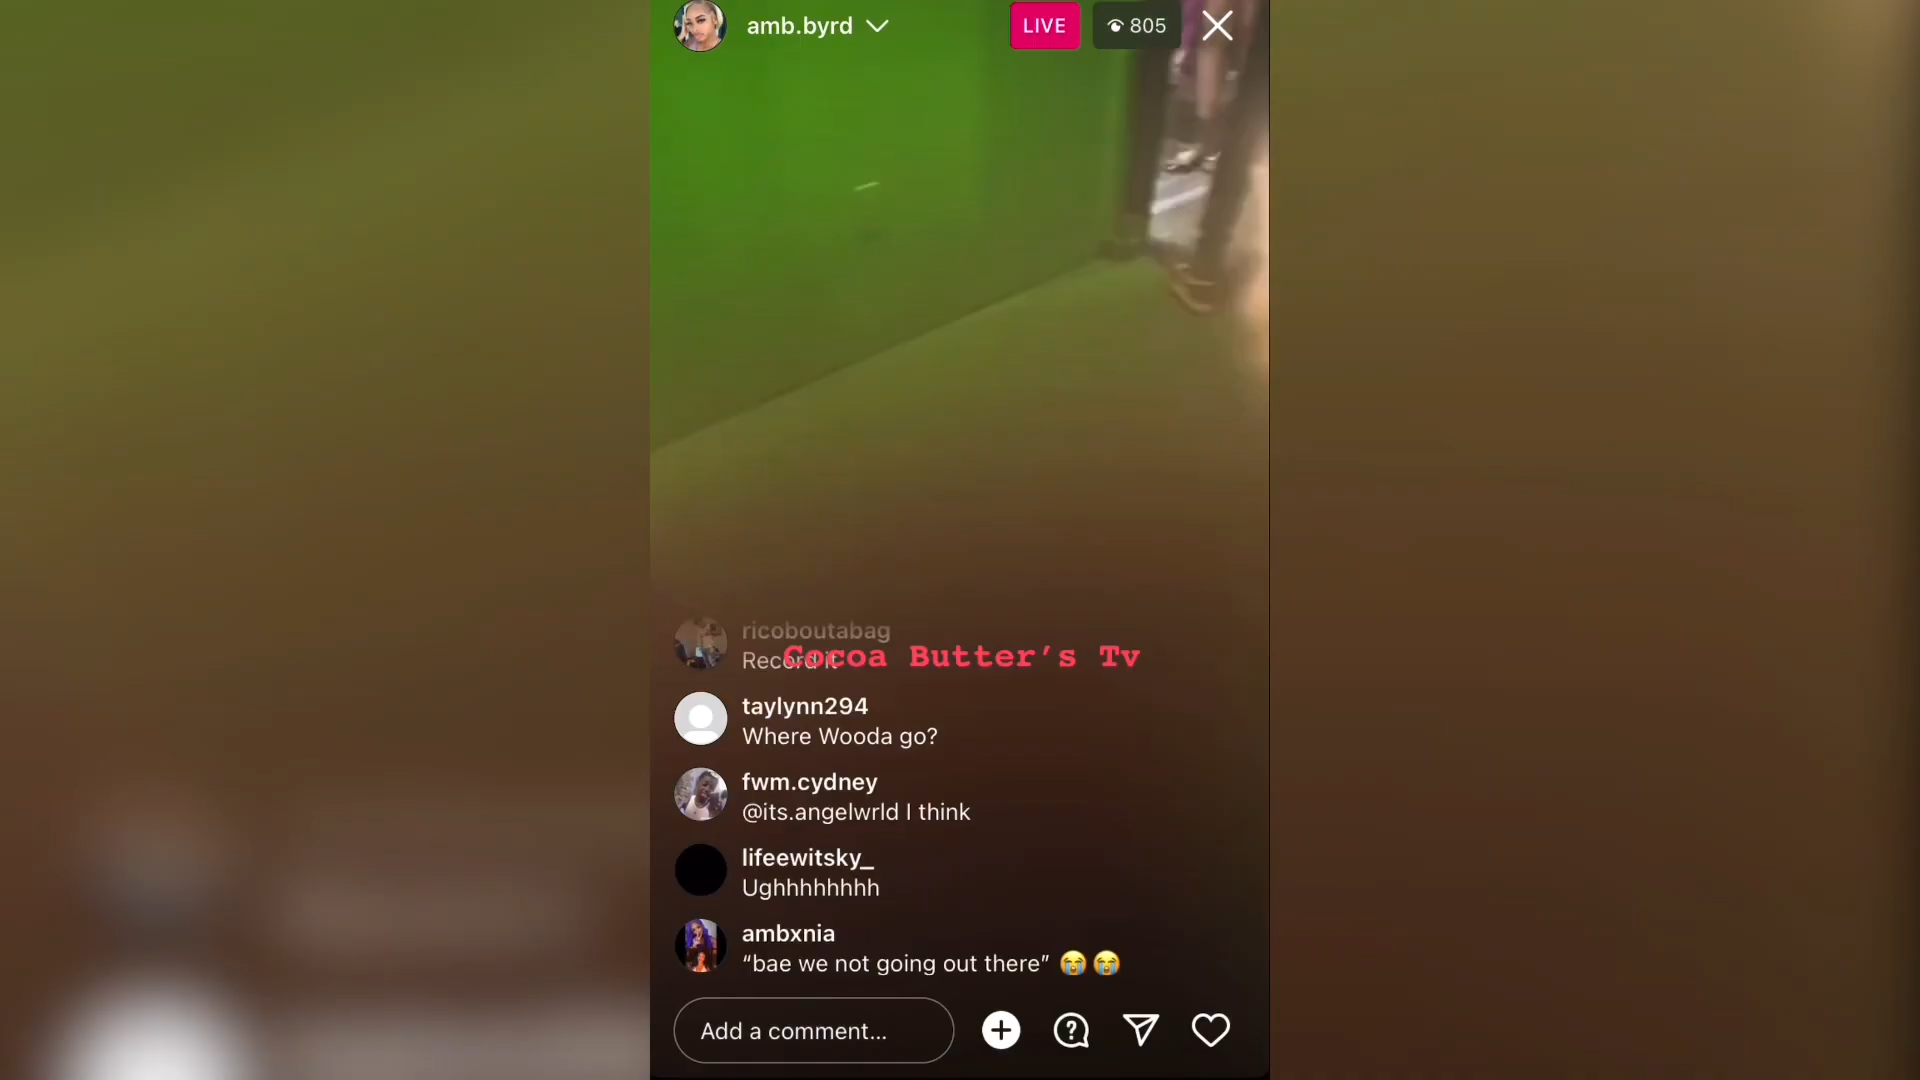 amb.byrd
LIVE
805
ricoboutabag
Record it
Cocoa Butter’s Tv
taylynn294
Where Wooda go?
fwm.cydney
@its.angelwrld I think
lifeewitsky_
Ughhhhhhhh
ambxnia
“bae we not going out there” 😭😭
Add a comment...